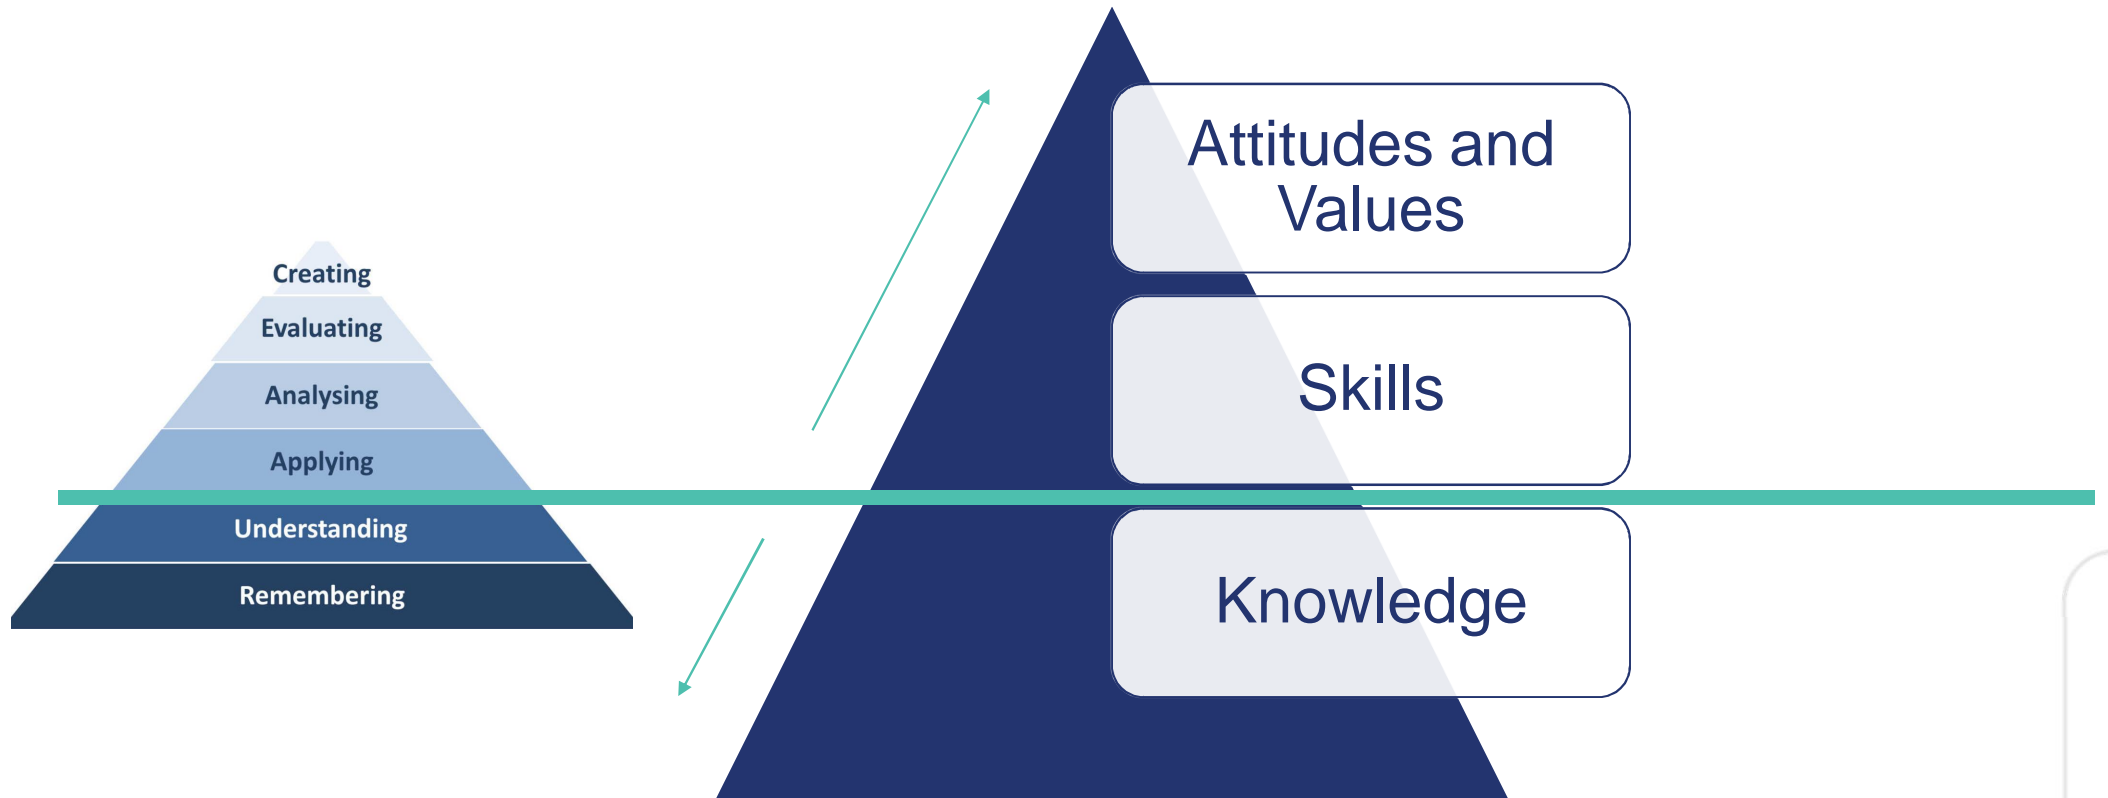 Creating
Evaluating
Analysing
Applying
Understanding
Remembering
Attitudes and
Values
Skills
Knowledge